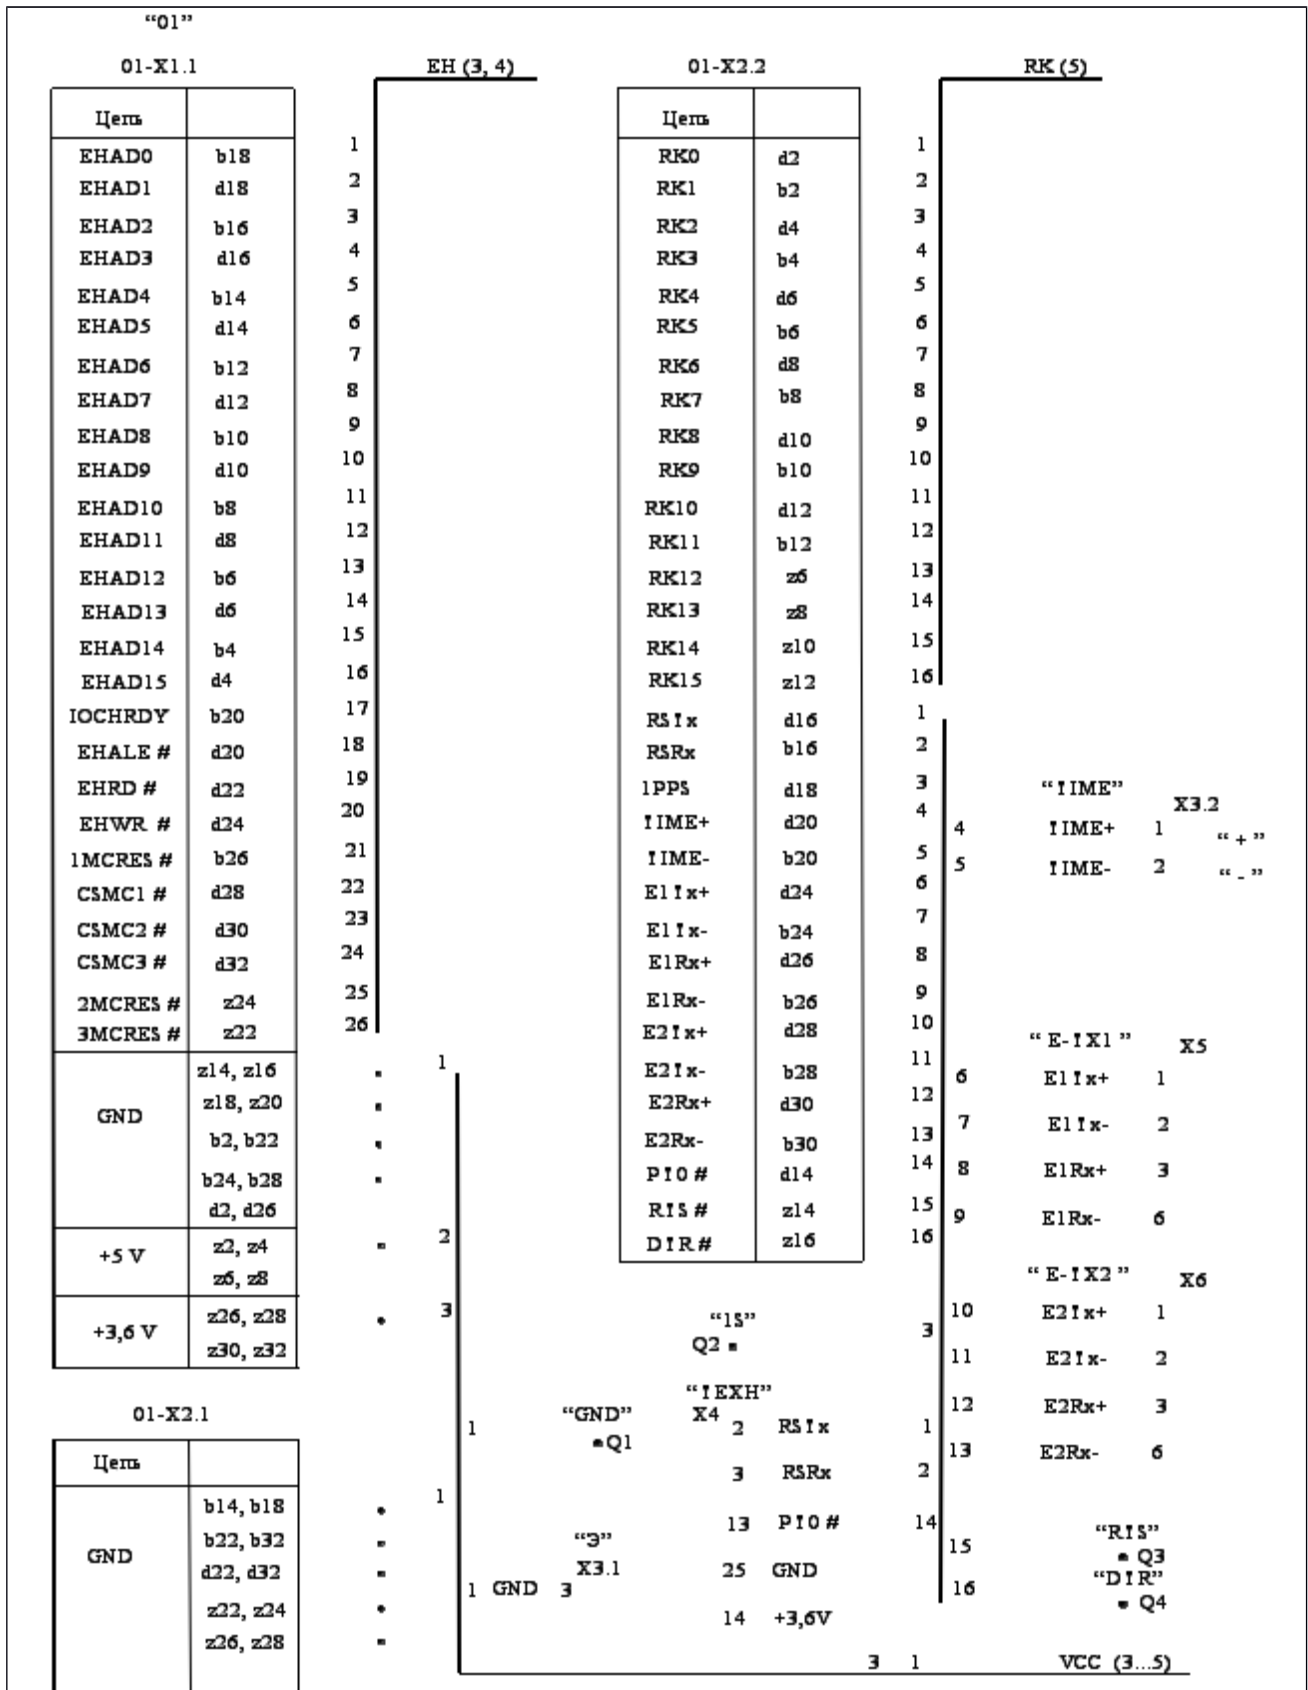 “01”
01-X1.1
EH (3, 4)
Цепь
EHAD0 b18 1
EHAD1 d18 2
EHAD2 b16 3
EHAD3 d16 4
EHAD4 b14 5
EHAD5 d14 6
EHAD6 b12 7
EHAD7 d12 8
EHAD8 b10 9
EHAD9 d10 10
EHAD10 b8 11
EHAD11 d8 12
EHAD12 b6 13
EHAD13 d6 14
EHAD14 b4 15
EHAD15 d4 16
IOCHRDY b20 17
EHALE # d20 18
EHRD # d22 19
EHWR # d24 20
1MCRES # b26 21
CSMC1 # d28 22
CSMC2 # d30 23
CSMC3 # d32 24
2MCRES # z24 25
3MCRES # z22 26
GND
z14, z16
z18, z20
b2, b22
b24, b28
d2, d26
1
+5 V
z2, z4
z6, z8
2
+3,6 V
z26, z28
z30, z32
3
01-X2.1
Цепь
GND
b14, b18
b22, b32
d22, d32
z22, z24
z26, z28
1
01-X2.2
RK (5)
Цепь
RK0 d2 1
RK1 b2 2
RK2 d4 3
RK3 b4 4
RK4 d6 5
RK5 b6 6
RK6 d8 7
RK7 b8 8
RK8 d10 9
RK9 b10 10
RK10 d12 11
RK11 b12 12
RK12 z6 13
RK13 z8 14
RK14 z10 15
RK15 z12 16
RSTx d16 1
RSRx b16 2
1PPS d18 3
TIME+ d20 4
TIME- b20 5
E1Tx+ d24 6
E1Tx- b24 7
E1Rx+ d26 8
E1Rx- b26 9
E2Tx+ d28 10
E2Tx- b28 11
E2Rx+ d30 12
E2Rx- b30 13
PTO # d14 14
RTS # z14 15
DTR # z16 16
“TIME”
X3.2
4 TIME+ 1 “ + ”
5 TIME- 2 “ - ”
“ E-TX1 ”
X5
6 E1Tx+ 1
7 E1Tx- 2
8 E1Rx+ 3
9 E1Rx- 6
“ E-TX2 ”
X6
10 E2Tx+ 1
11 E2Tx- 2
12 E2Rx+ 3
13 E2Rx- 6
“1S”
Q2
3
“TEXH”
X4
2 RSTx 1
3 RSRx 2
13 PTO # 14
25 GND
14 +3,6V
1
“GND”
Q1
“Э”
X3.1
1 GND 3
15
“RTS”
Q3
16
“DTR”
Q4
3 1
VCC (3...5)